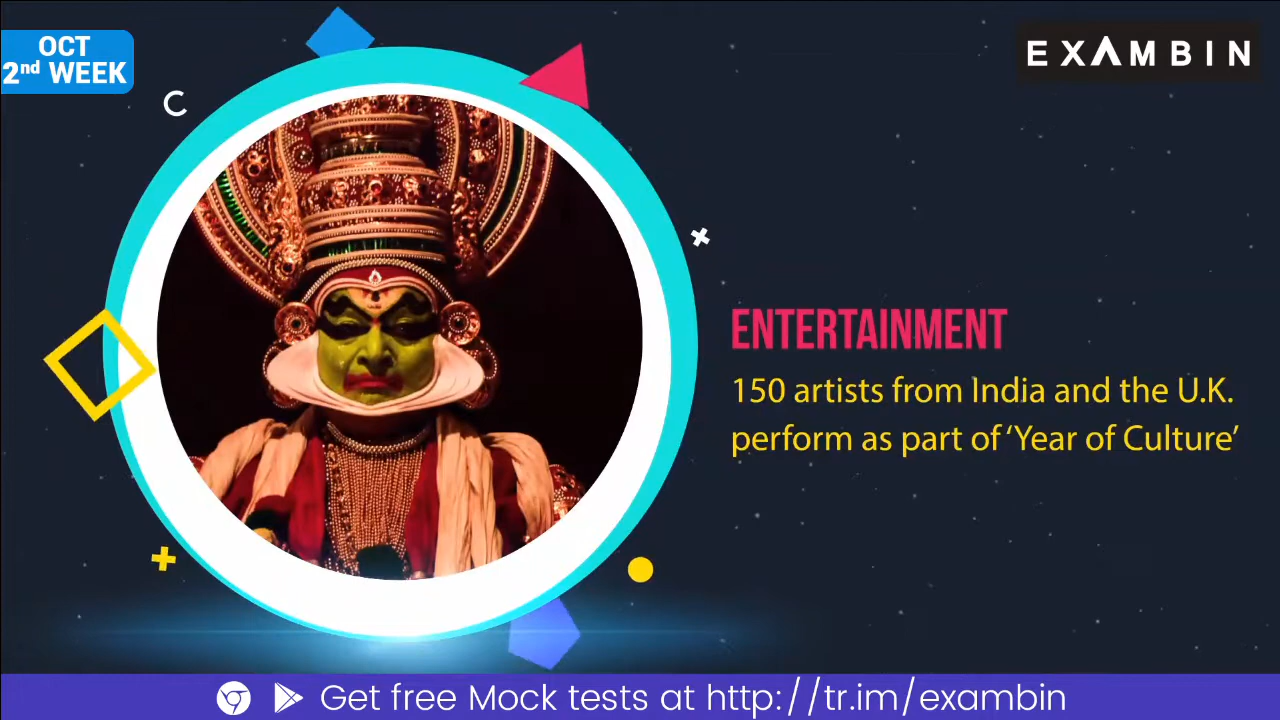 OCT
2nd WEEK
EXAMBIN
ENTERTAINMENT
150 artists from India and the U.K.
perform as part of ‘Year of Culture’
Get free Mock tests at http://tr.im/exambin